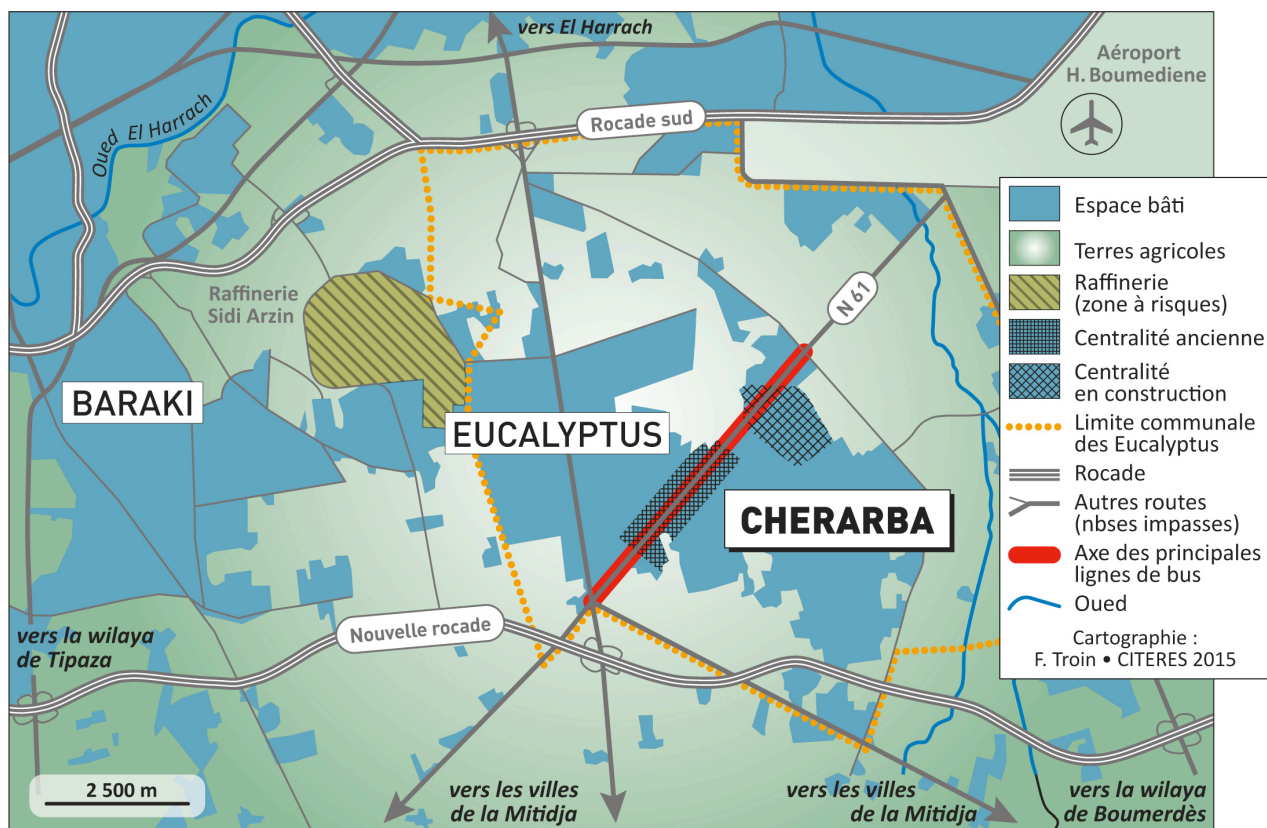 vers El Harrach
Aéroport
H. Boumediene
Oued El Harrach
Rocade sud
Raffinerie
Sidi Arzin
N 61
BARAKI
EUCALYPTUS
CHERARBA
Nouvelle rocade
vers la wilaya
de Tipaza
2 500 m
vers les villes
de la Mitidja
vers les villes
de la Mitidja
vers la wilaya
de Boumerdès
Espace bâti
Terres agricoles
Raffinerie
(zone à risques)
Centralité ancienne
Centralité
en construction
Limite communale
des Eucalyptus
Rocade
Autres routes
(nbses impasses)
Axe des principales
lignes de bus
Oued
Cartographie :
F. Troin • CITERES 2015